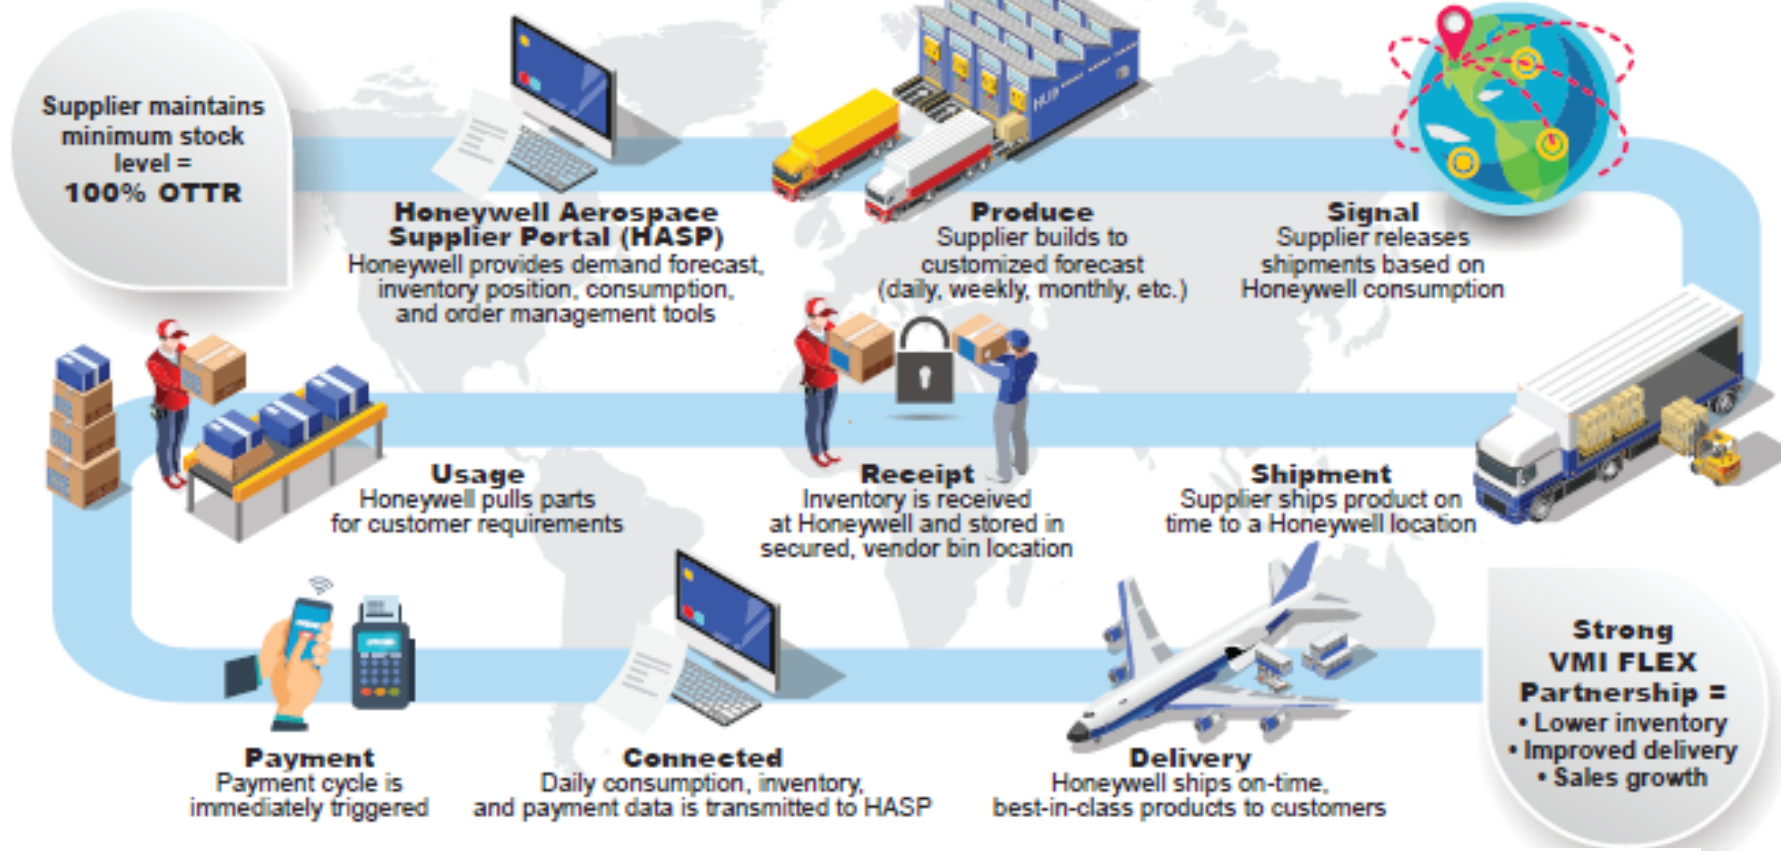 Supplier maintains
minimum stock
level =
100% OTTR
HUB
Honeywell Aerospace
Supplier Portal (HASP)
Honeywell provides demand forecast,
inventory position, consumption,
and order management tools
Produce
Supplier builds to
customized forecast
(daily, weekly, monthly, etc.)
Signal
Supplier releases
shipments based on
Honeywell consumption
Usage
Honeywell pulls parts
for customer requirements
Receipt
Inventory is received
at Honeywell and stored in
secured, vendor bin location
Shipment
Supplier ships product on
time to a Honeywell location
Payment
Payment cycle is
immediately triggered
Connected
Daily consumption, inventory,
and payment data is transmitted to HASP
Delivery
Honeywell ships on-time,
best-in-class products to customers
Strong
VMI FLEX
Partnership =
• Lower inventory
• Improved delivery
• Sales growth